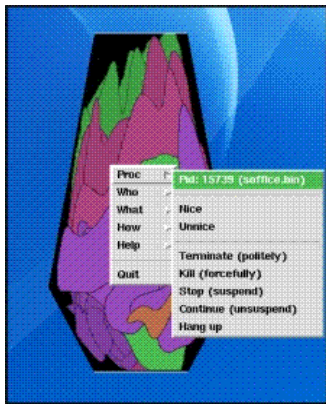 Proc
Who
What
How
Help
Quit
Pid: 15739 (soffice.bin)
Nice
Unnice
Terminate (politely)
Kill (forcefully)
Stop (suspend)
Continue (unsuspend)
Hang up